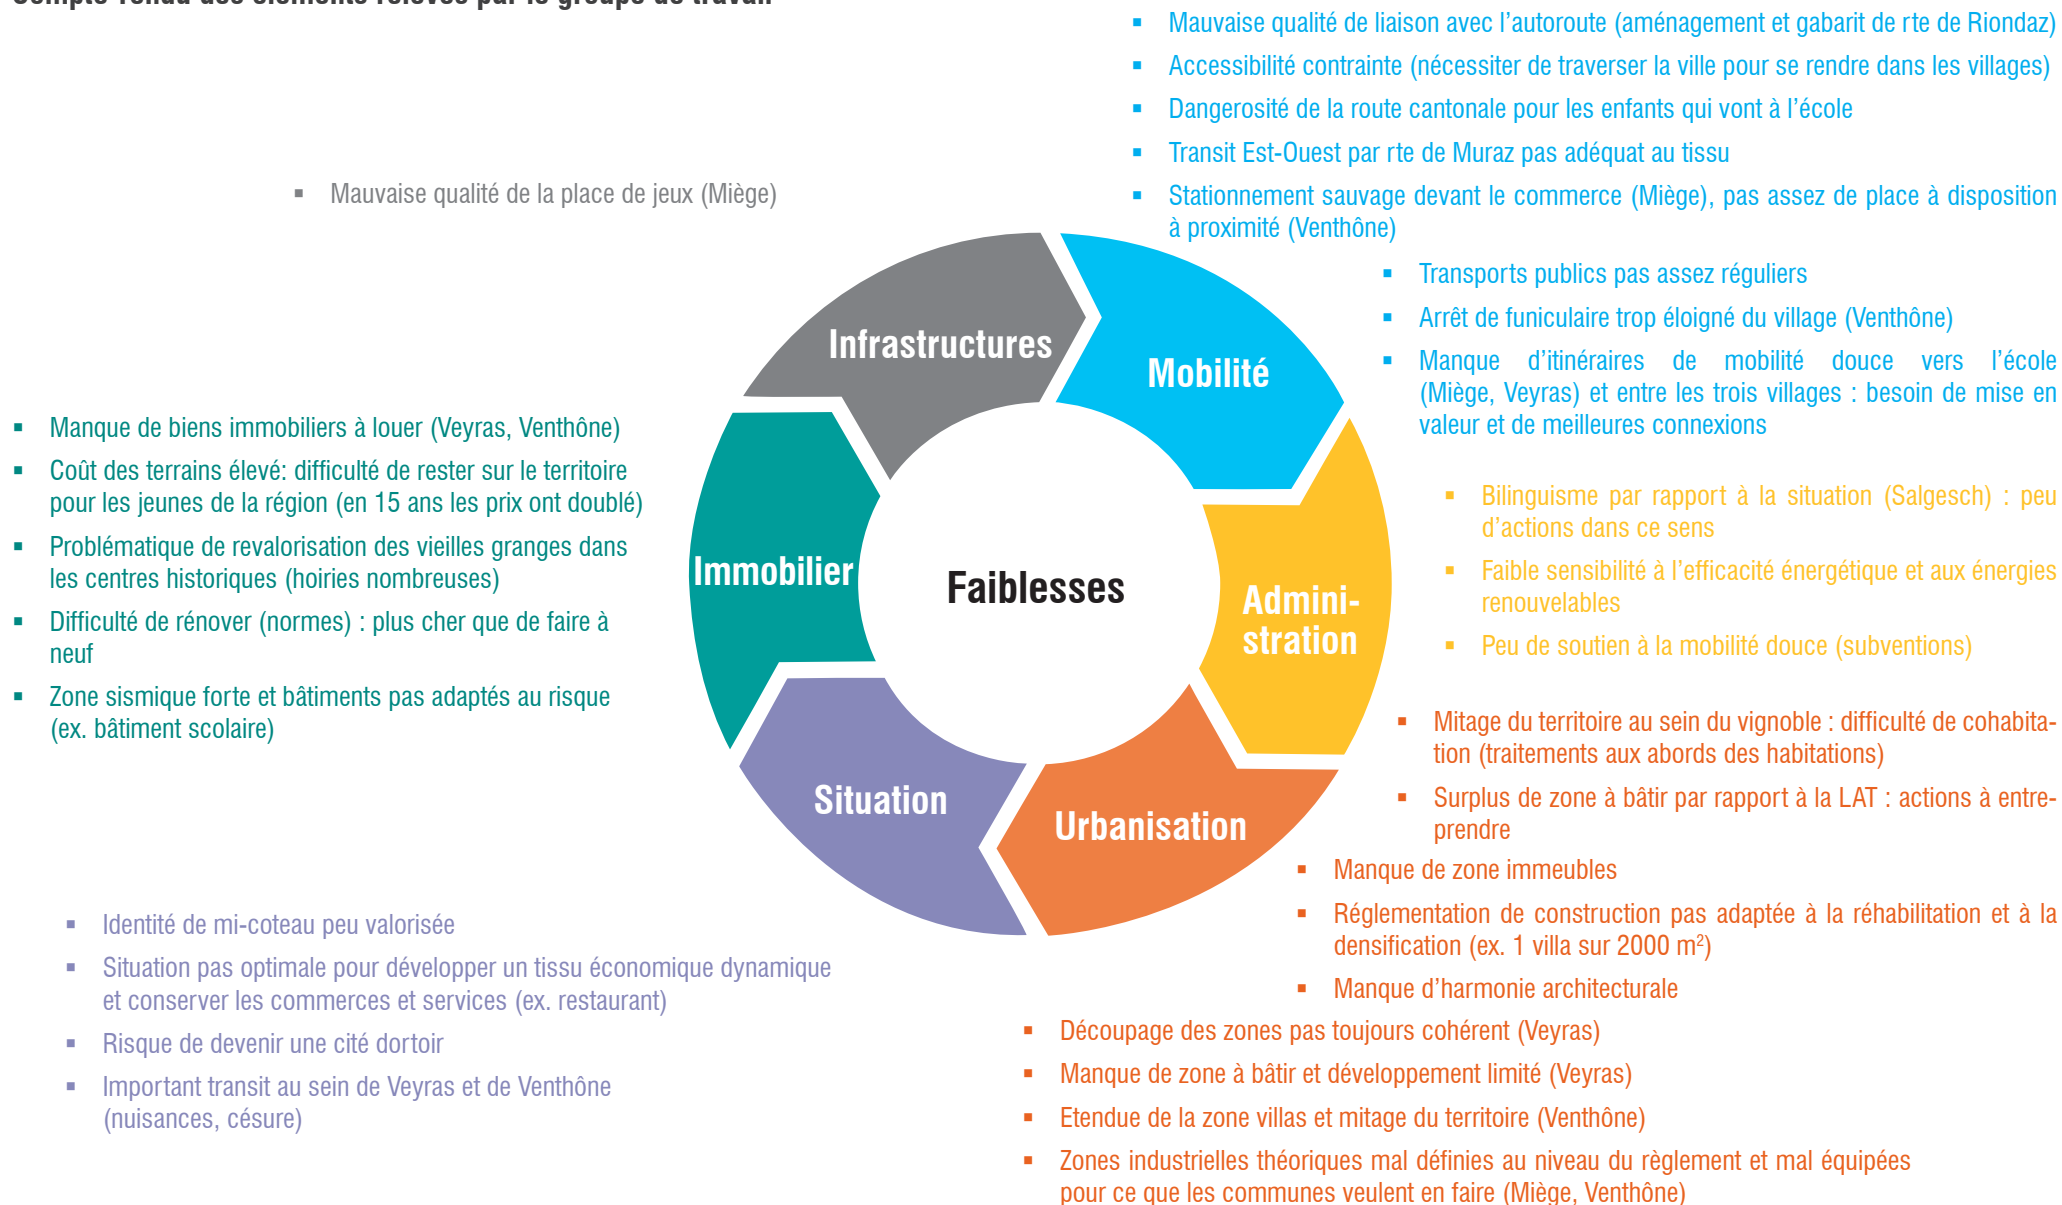 Compte-rendu des éléments relevés par le groupe de travail
▪ Mauvaise qualité de liaison avec l’autoroute (aménagement et gabarit de rte de Riondaz)
▪ Accessibilité contrainte (nécessiter de traverser la ville pour se rendre dans les villages)
▪ Dangerosité de la route cantonale pour les enfants qui vont à l’école
▪ Transit Est-Ouest par rte de Muraz pas adéquat au tissu
▪ Stationnement sauvage devant le commerce (Miège), pas assez de place à disposition
à proximité (Venthône)
▪ Transports publics pas assez réguliers
▪ Arrêt de funiculaire trop éloigné du village (Venthône)
▪ Manque d’itinéraires de mobilité douce vers l’école
(Miège, Veyras) et entre les trois villages : besoin de mise en
valeur et de meilleures connexions
▪ Mauvaise qualité de la place de jeux (Miège)
Infrastructures
Mobilité
▪ Bilinguisme par rapport à la situation (Salgesch) : peu
d’actions dans ce sens
▪ Faible sensibilité à l’efficacité énergétique et aux énergies
renouvelables
▪ Peu de soutien à la mobilité douce (subventions)
▪ Manque de biens immobiliers à louer (Veyras, Venthône)
▪ Coût des terrains élevé: difficulté de rester sur le territoire
pour les jeunes de la région (en 15 ans les prix ont doublé)
▪ Problématique de revalorisation des vieilles granges dans
les centres historiques (hoiries nombreuses)
▪ Difficulté de rénover (normes) : plus cher que de faire à
neuf
▪ Zone sismique forte et bâtiments pas adaptés au risque
(ex. bâtiment scolaire)
Immobilier
Faiblesses
Admini-
stration
Situation
Urbanisation
▪ Mitage du territoire au sein du vignoble : difficulté de cohabita-
tion (traitements aux abords des habitations)
▪ Surplus de zone à bâtir par rapport à la LAT : actions à entre-
prendre
▪ Manque de zone immeubles
▪ Réglementation de construction pas adaptée à la réhabilitation et à la
densification (ex. 1 villa sur 2000 m²)
▪ Manque d’harmonie architecturale
▪ Découpage des zones pas toujours cohérent (Veyras)
▪ Manque de zone à bâtir et développement limité (Veyras)
▪ Etendue de la zone villas et mitage du territoire (Venthône)
▪ Zones industrielles théoriques mal définies au niveau du règlement et mal équipées
pour ce que les communes veulent en faire (Miège, Venthône)
▪ Identité de mi-coteau peu valorisée
▪ Situation pas optimale pour développer un tissu économique dynamique
et conserver les commerces et services (ex. restaurant)
▪ Risque de devenir une cité dortoir
▪ Important transit au sein de Veyras et de Venthône
(nuisances, césure)